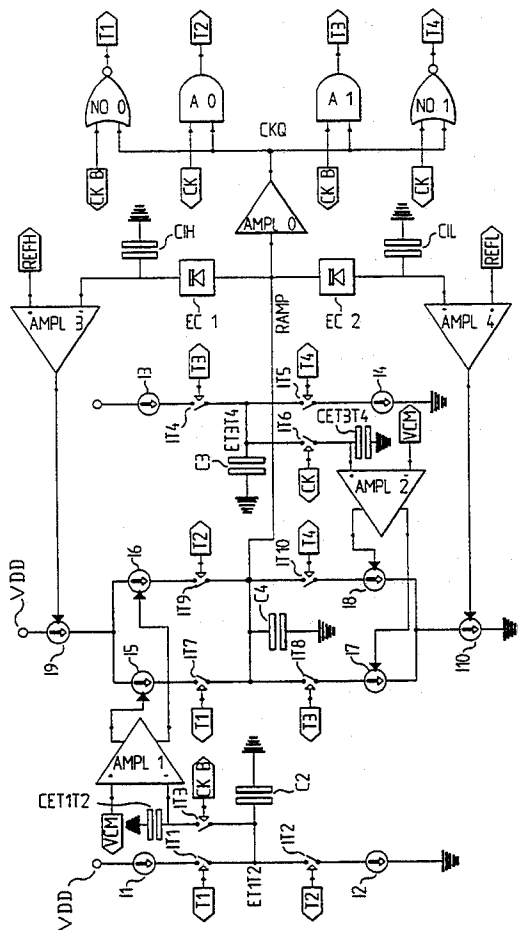 T1
T2
T3
T4
NO 0
A 0
A 1
NO 1
CK B
CK
CK B
CK
CKQ
AMPL 0
REFH
C1H
C1L
REFL
AMPL 3
EC 1
RAMP
EC 2
AMPL 4
I3
T3
IT4
ET3T4
C3
IT5
T4
I4
IT6
CK
CET3T4
VCM
AMPL 2
VDD
I9
I6
T2
IT9
IT10
T4
I8
C4
I10
I5
IT7
T1
IT8
T3
I7
AMPL 1
VCM
CET1T2
IT3
CK B
C2
VDD
I1
IT1
T1
ET1T2
IT2
T2
I2